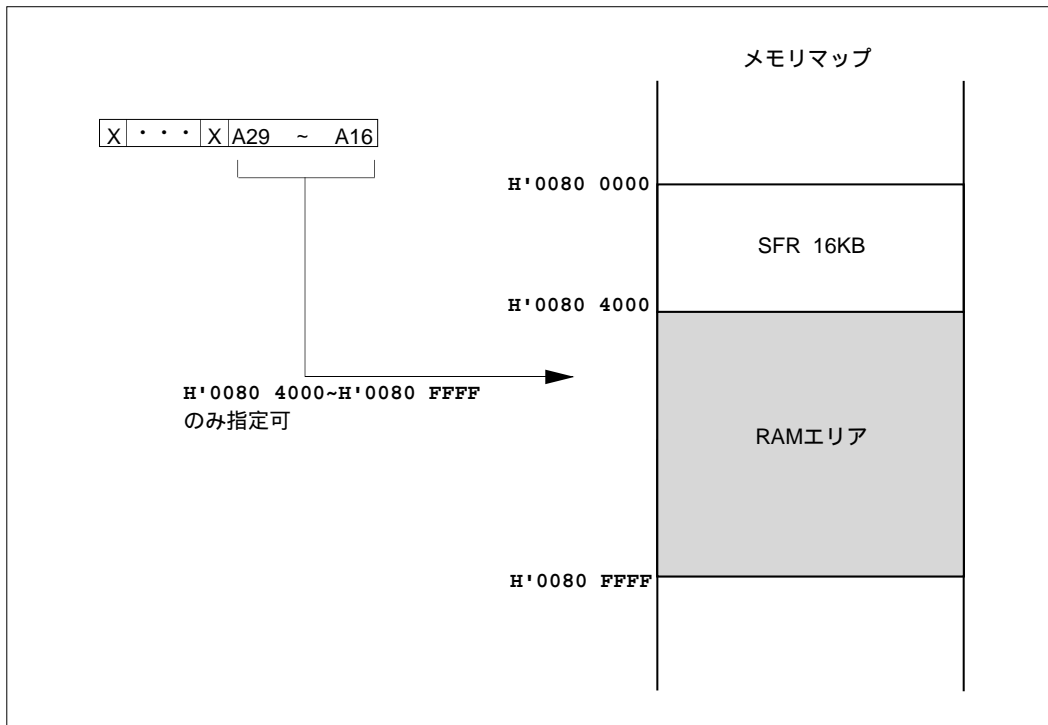 メモリマップ
X ・・・ X A29 ~ A16
H'0080 0000
SFR 16KB
H'0080 4000
H'0080 4000~H'0080 FFFF
のみ指定可
RAMエリア
H'0080 FFFF